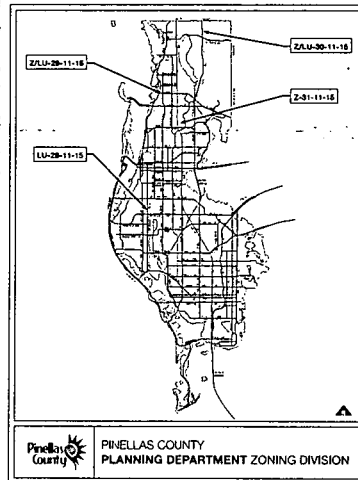 Z/LU-30-11-15
Z/LU-29-11-15
Z-31-11-15
LU-28-11-15
Pinellas
County
PINELLAS COUNTY
PLANNING DEPARTMENT ZONING DIVISION